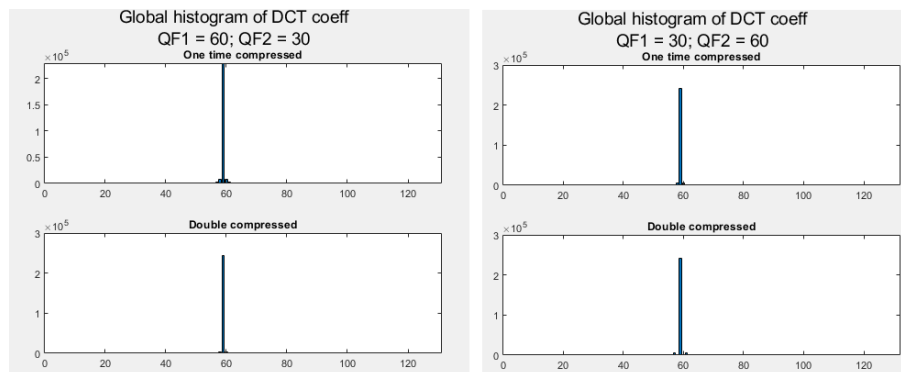 Global histogram of DCT coeff
QF1 = 60; QF2 = 30
One time compressed
×10^5
2
1.5
1
0.5
0
0 20 40 60 80 100 120
Double compressed
×10^5
3
2
1
0
0 20 40 60 80 100 120
Global histogram of DCT coeff
QF1 = 30; QF2 = 60
One time compressed
×10^5
3
2
1
0
0 20 40 60 80 100 120
Double compressed
×10^5
3
2
1
0
0 20 40 60 80 100 120